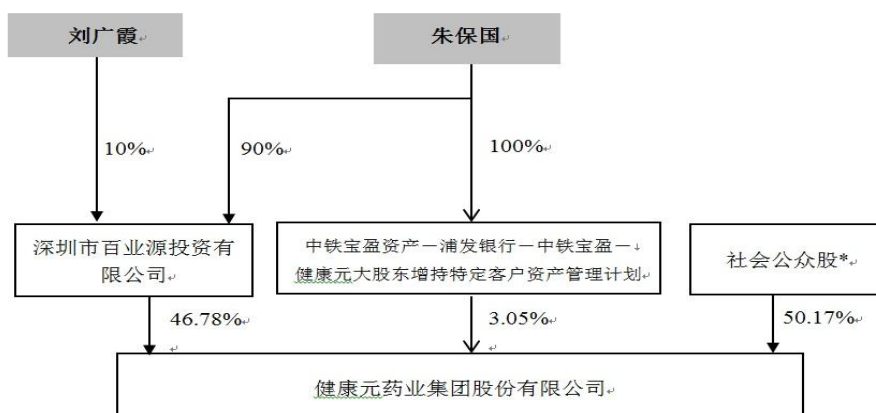 刘广霞
朱保国
10%
90%
100%
深圳市百业源投资有
限公司
中铁宝盈资产－浦发银行－中铁宝盈－
健康元大股东增持特定客户资产管理计划
社会公众股*
46.78%
3.05%
50.17%
健康元药业集团股份有限公司